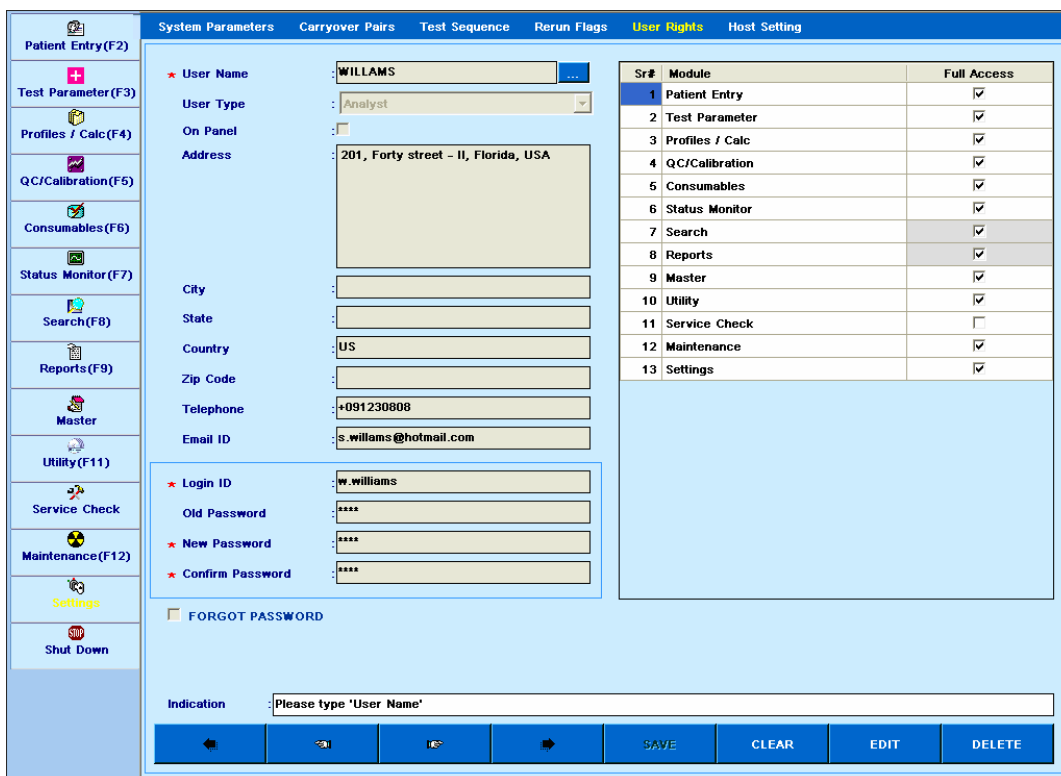 System Parameters Carryover Pairs Test Sequence Rerun Flags User Rights Host Setting
Patient Entry(F2)
Test Parameter(F3)
Profiles / Calc(F4)
QC/Calibration(F5)
Consumables(F6)
Status Monitor(F7)
Search(F8)
Reports(F9)
Master
Utility(F11)
Service Check
Maintenance(F12)
Settings
STOP
Shut Down
* User Name :WILLAMS ...
User Type : Analyst
On Panel :
Address : 201, Forty street - II, Florida, USA
City :
State :
Country :US
Zip Code :
Telephone :+091230808
Email ID :s.willams@hotmail.com
* Login ID :w.williams
Old Password :****
* New Password :****
* Confirm Password :****
FORGOT PASSWORD
Sr# Module Full Access
1 Patient Entry
2 Test Parameter
3 Profiles / Calc
4 QC/Calibration
5 Consumables
6 Status Monitor
7 Search
8 Reports
9 Master
10 Utility
11 Service Check
12 Maintenance
13 Settings
Indication :Please type 'User Name'
SAVE CLEAR EDIT DELETE